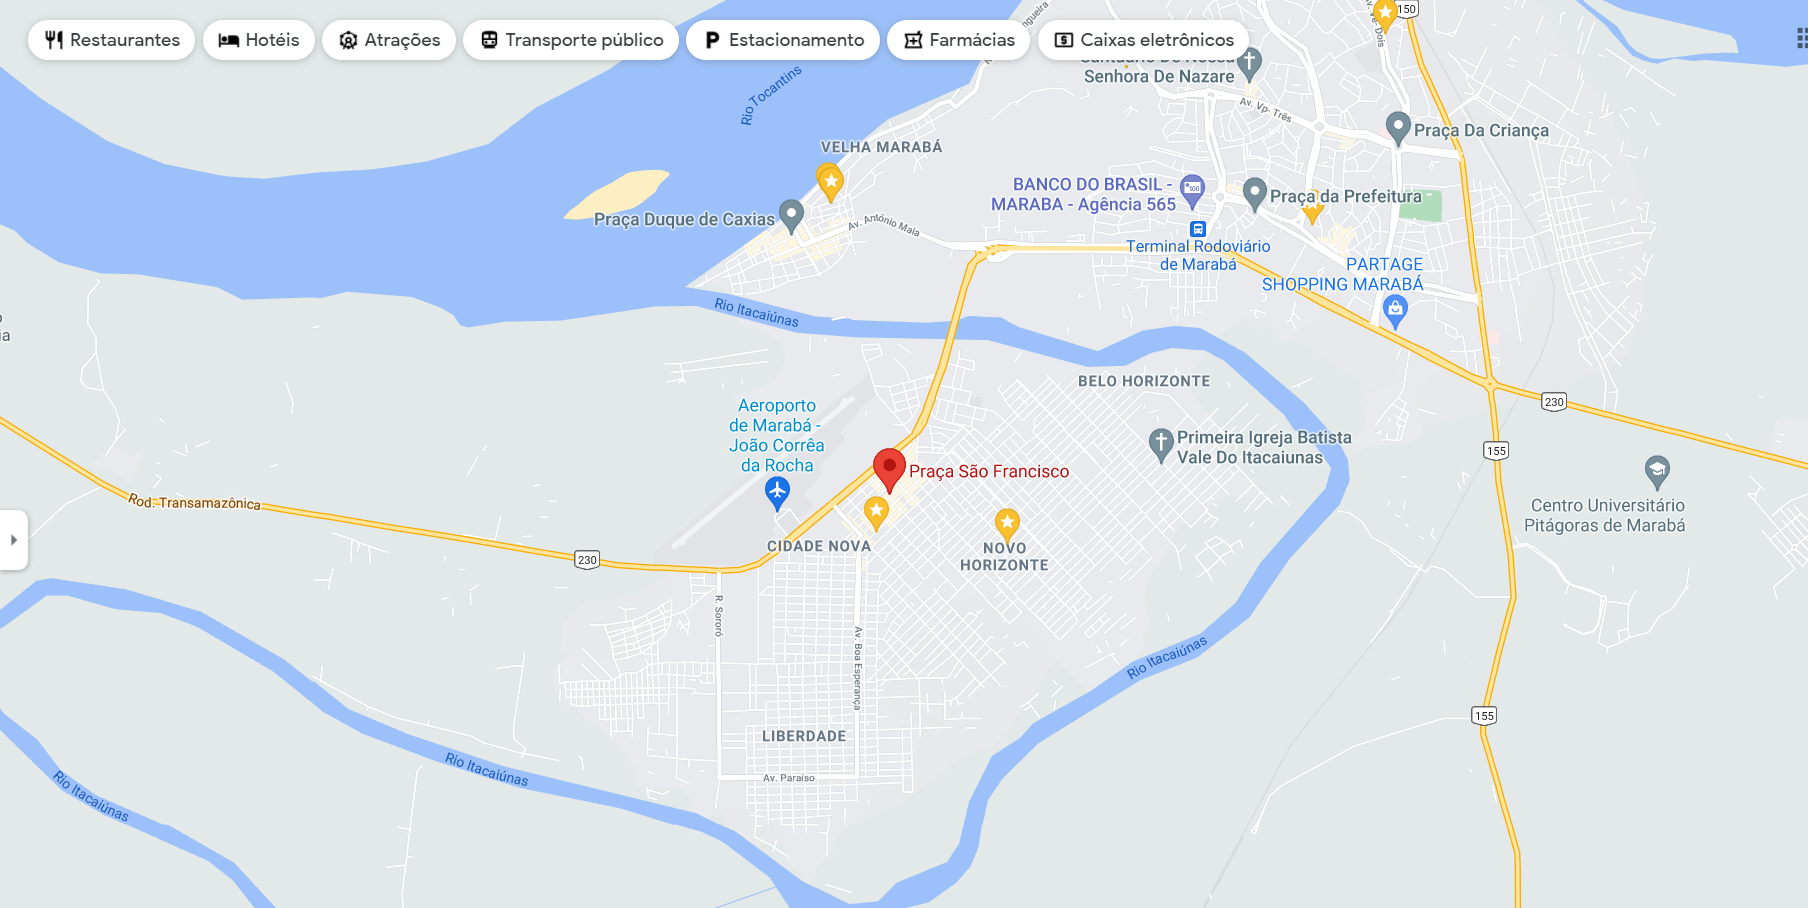 Restaurantes
Hotéis
Atrações
Transporte público
Estacionamento
Farmácias
Caixas eletrônicos
150
Senhora De Nazare
Rio Tocantins
Av. Vp- Três
Praça Da Criança
VELHA MARABÁ
BANCO DO BRASIL -
MARABA - Agência 565
Praça da Prefeitura
Praça Duque de Caxias
Av. Antônio Maia
Terminal Rodoviário
de Marabá
PARTAGE
SHOPPING MARABÁ
Rio Itacaiúnas
BELO HORIZONTE
230
Aeroporto
de Marabá -
João Corrêa
da Rocha
Primeira Igreja Batista
Vale Do Itacaiunas
155
Praça São Francisco
Rod. Transamazônica
Centro Universitário
Pitágoras de Marabá
CIDADE NOVA
NOVO
HORIZONTE
230
R. Sororó
Av. Boa Esperança
Rio Itacaiúnas
155
LIBERDADE
Rio Itacaiúnas
Av. Paraíso
Rio Itacaiúnas